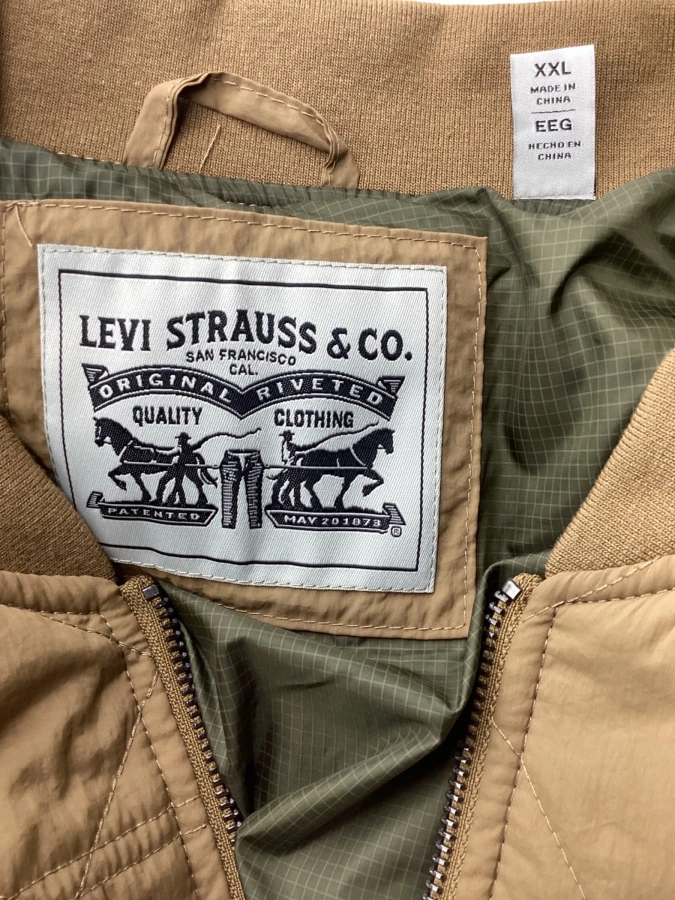 XXL
MADE IN
CHINA
EEG
HECHO EN
CHINA
LEVI STRAUSS & CO.
SAN FRANCISCO
CAL.
ORIGINAL RIVETED
QUALITY CLOTHING
PATENTED MAY 20 1873
®